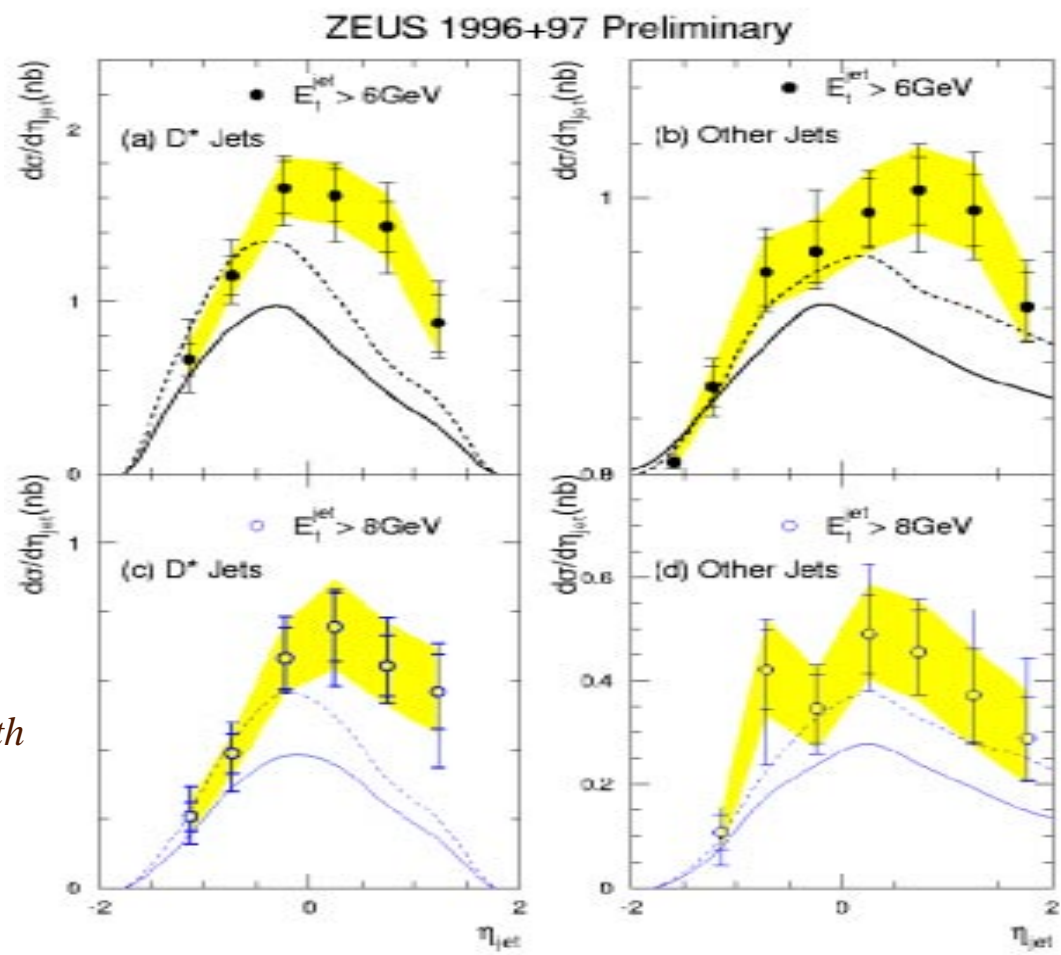 ZEUS 1996+97 Preliminary
dσ/dη_jet(nb)
E_t^jet > 6GeV
(a) D* Jets
2
1
0
dσ/dη_jet(nb)
E_t^jet > 6GeV
(b) Other Jets
1
dσ/dη_jet(nb)
E_t^jet > 8GeV
(c) D* Jets
1
0
-2
0
2
η_jet
dσ/dη_jet(nb)
0.8
E_t^jet > 8GeV
(d) Other Jets
0.6
0.4
0.2
0
-2
0
2
η_jet
th